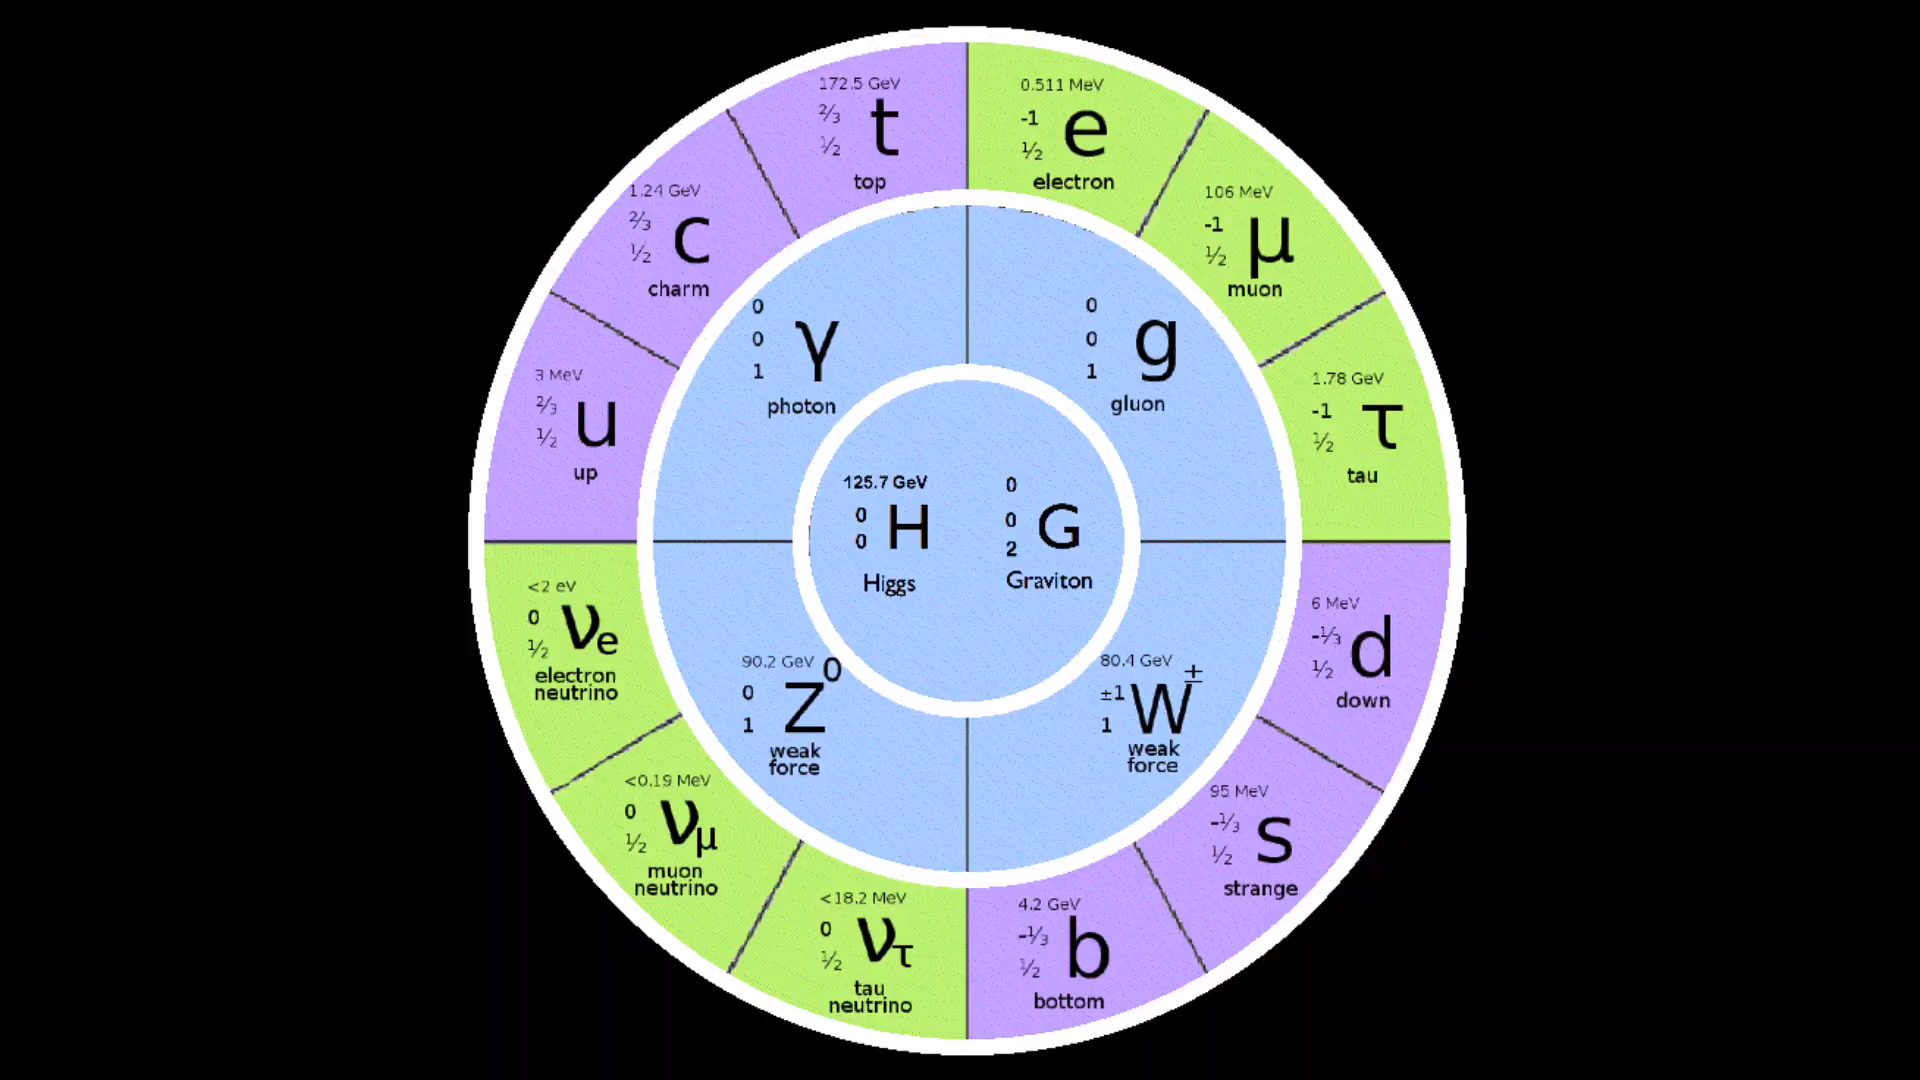 172.5 GeV
⅔
½
t
top
0.511 MeV
-1
½
e
electron
1.24 GeV
⅔
½
c
charm
106 MeV
-1
½
μ
muon
3 MeV
⅔
½
u
up
0
0
1
γ
photon
0
0
1
g
gluon
1.78 GeV
-1
½
τ
tau
125.7 GeV
0
0
H
Higgs
0
0
2
G
Graviton
<2 eV
0
½
νe
electron
neutrino
90.2 GeV
0
1
Z0
weak
force
80.4 GeV
±1
1
W±
weak
force
6 MeV
-⅓
½
d
down
<0.19 MeV
0
½
νμ
muon
neutrino
95 MeV
-⅓
½
s
strange
<18.2 MeV
0
½
ντ
tau
neutrino
4.2 GeV
-⅓
½
b
bottom